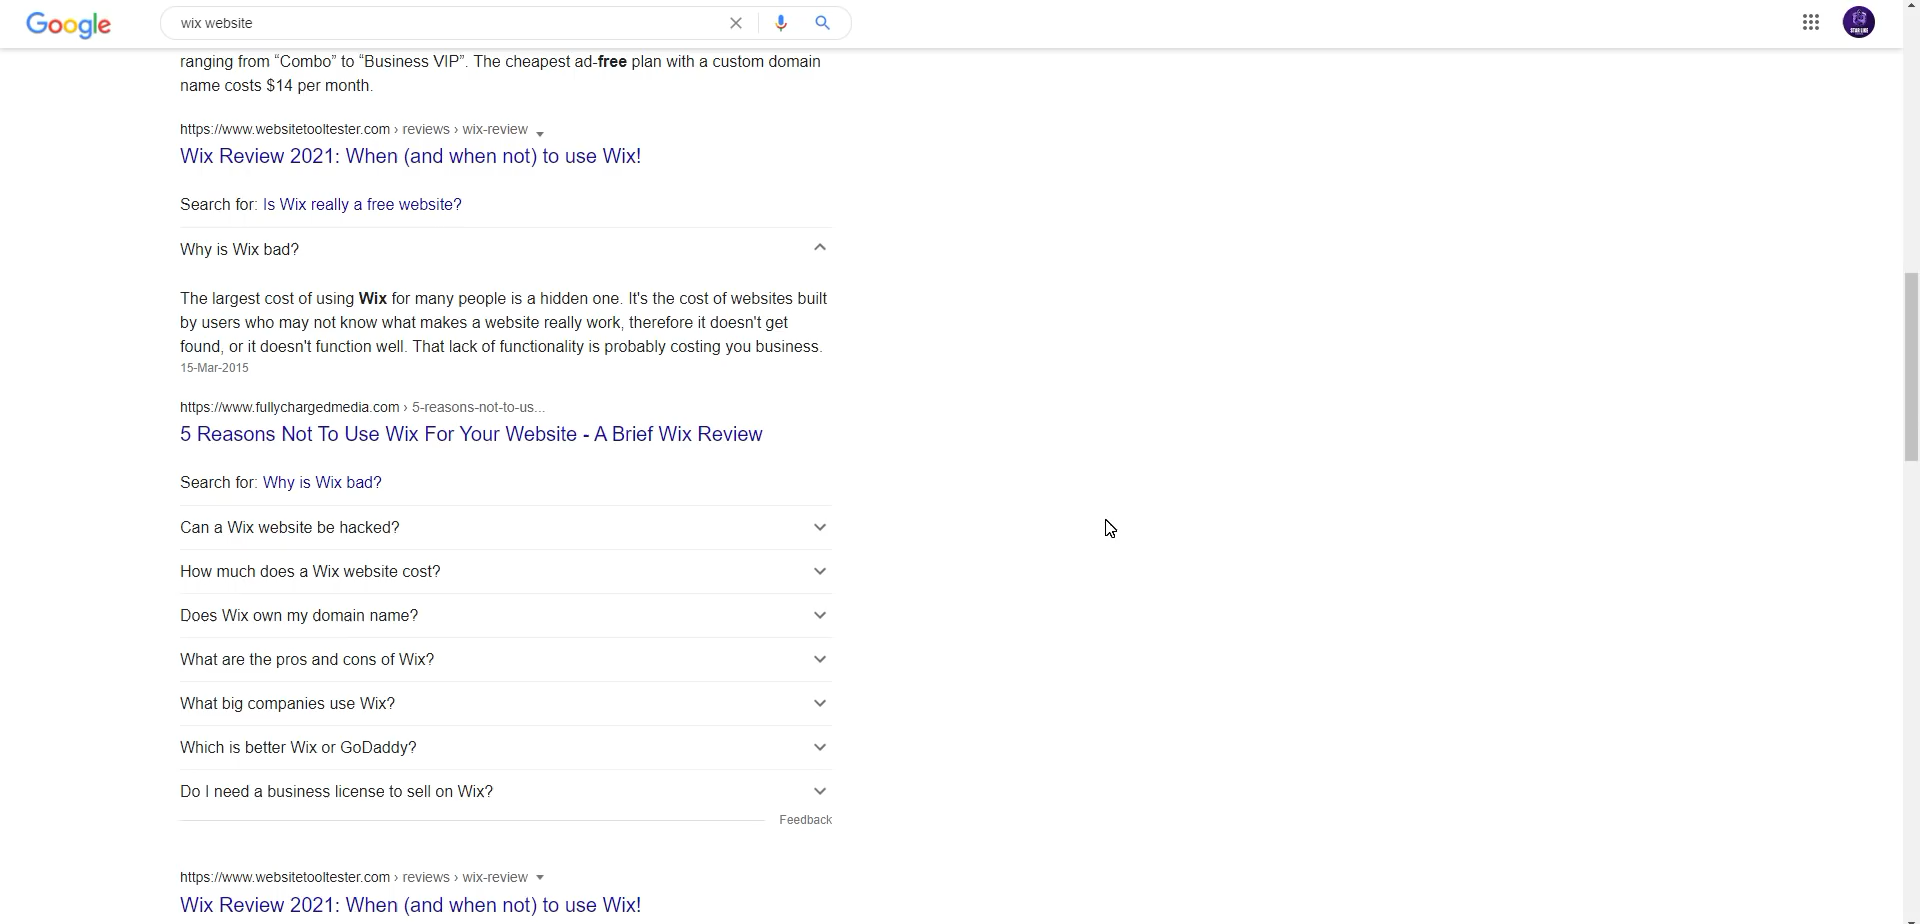 Google
wix website
ranging from “Combo” to “Business VIP”. The cheapest ad-free plan with a custom domain
name costs $14 per month.
https://www.websitetooltester.com › reviews › wix-review
Wix Review 2021: When (and when not) to use Wix!
Search for: Is Wix really a free website?
Why is Wix bad?
The largest cost of using Wix for many people is a hidden one. It's the cost of websites built
by users who may not know what makes a website really work, therefore it doesn't get
found, or it doesn't function well. That lack of functionality is probably costing you business.
15-Mar-2015
https://www.fullychargedmedia.com › 5-reasons-not-to-us...
5 Reasons Not To Use Wix For Your Website - A Brief Wix Review
Search for: Why is Wix bad?
Can a Wix website be hacked?
How much does a Wix website cost?
Does Wix own my domain name?
What are the pros and cons of Wix?
What big companies use Wix?
Which is better Wix or GoDaddy?
Do I need a business license to sell on Wix?
Feedback
https://www.websitetooltester.com › reviews › wix-review
Wix Review 2021: When (and when not) to use Wix!